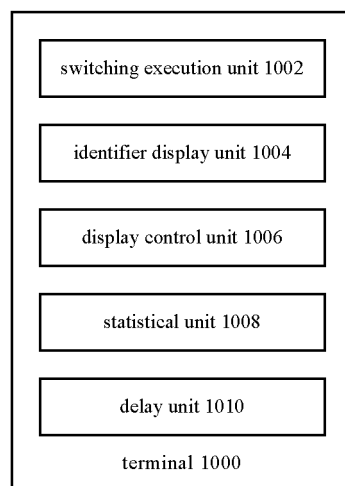 switching execution unit 1002
identifier display unit 1004
display control unit 1006
statistical unit 1008
delay unit 1010
terminal 1000